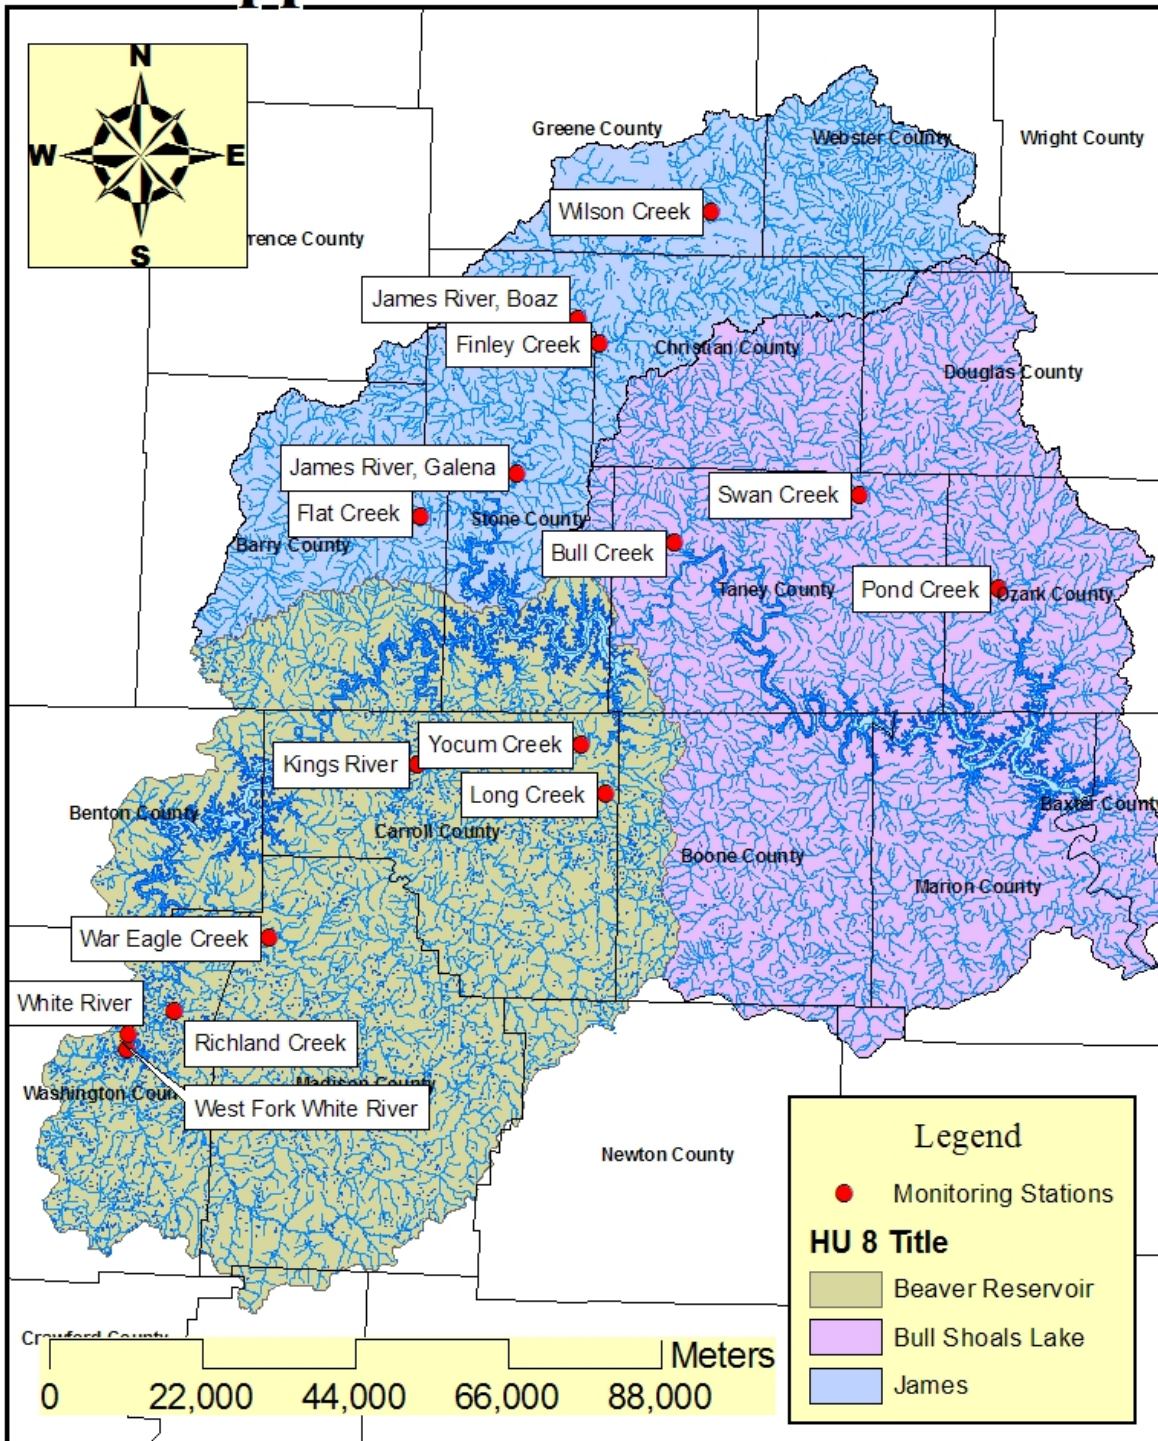 N
W
E
S
Greene County
Webster County
Wright County
rence County
Wilson Creek
James River, Boaz
Finley Creek
Christian County
Douglas County
James River, Galena
Flat Creek
Stone County
Swan Creek
Barry County
Bull Creek
Taney County
Pond Creek
Ozark County
Yocum Creek
Kings River
Long Creek
Benton County
Carroll County
Baxter County
Boone County
Marion County
War Eagle Creek
White River
Richland Creek
Madison County
Washington Coun
West Fork White River
Newton County
Legend
Monitoring Stations
HU 8 Title
Beaver Reservoir
Bull Shoals Lake
James
Crawford County
Meters
0 22,000 44,000 66,000 88,000